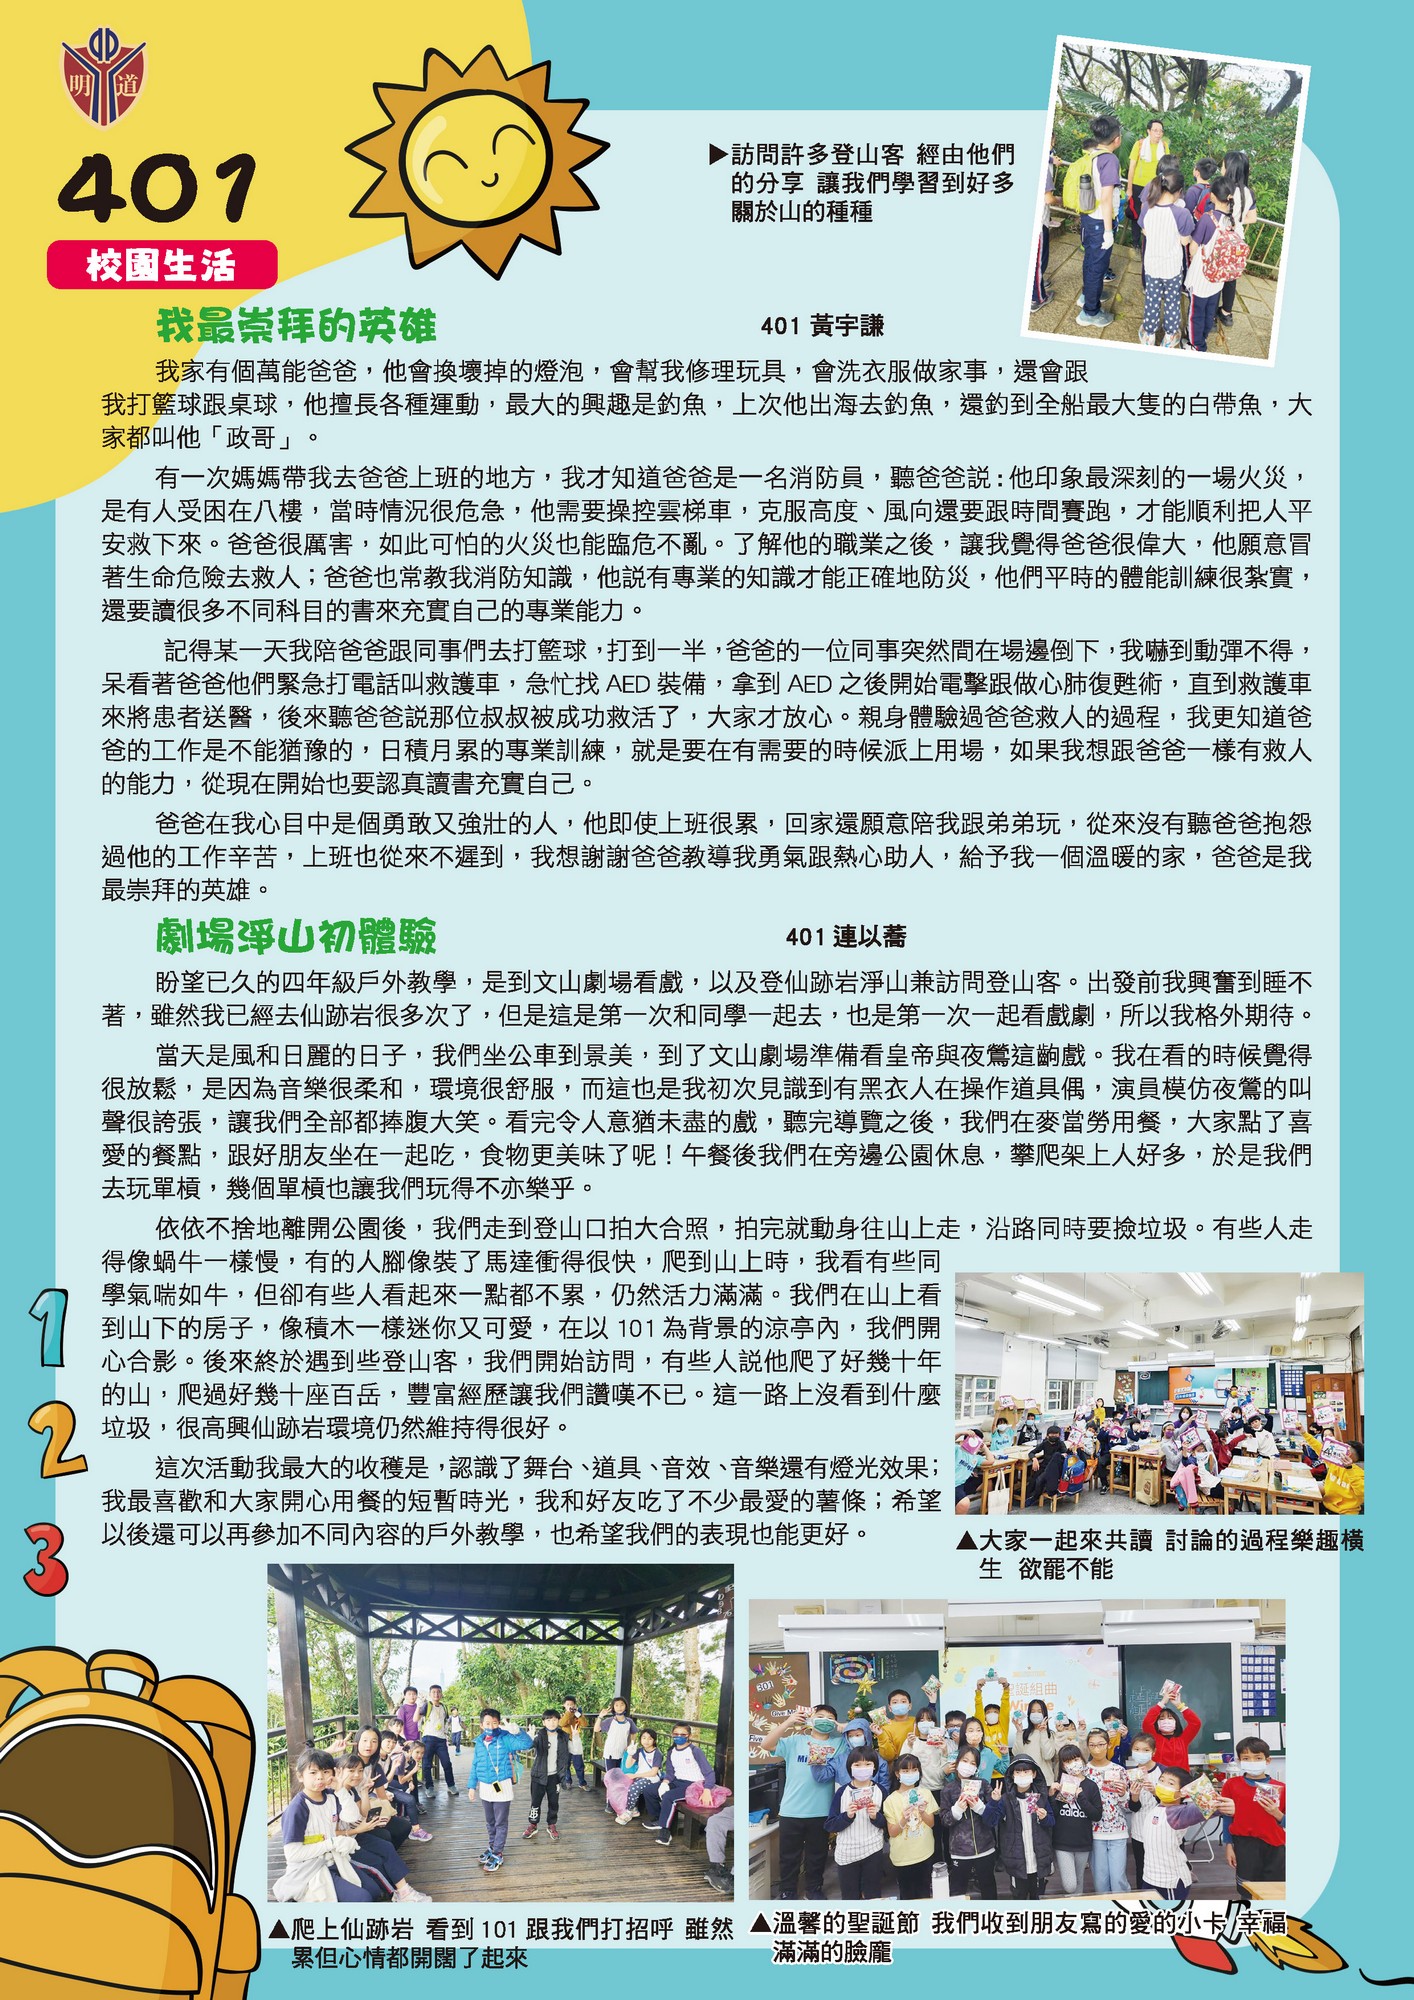 明道
401
校園生活
▶訪問許多登山客 經由他們
的分享 讓我們學習到好多
關於山的種種
我最崇拜的英雄
401 黃宇謙
我家有個萬能爸爸，他會換壞掉的燈泡，會幫我修理玩具，會洗衣服做家事，還會跟
我打籃球跟桌球，他擅長各種運動，最大的興趣是釣魚，上次他出海去釣魚，還釣到全船最大隻的白帶魚，大
家都叫他「政哥」。
有一次媽媽帶我去爸爸上班的地方，我才知道爸爸是一名消防員，聽爸爸說：他印象最深刻的一場火災，
是有人受困在八樓，當時情況很危急，他需要操控雲梯車，克服高度、風向還要跟時間賽跑，才能順利把人平
安救下來。爸爸很厲害，如此可怕的火災也能臨危不亂。了解他的職業之後，讓我覺得爸爸很偉大，他願意冒
著生命危險去救人；爸爸也常教我消防知識，他說有專業的知識才能正確地防災，他們平時的體能訓練很紮實，
還要讀很多不同科目的書來充實自己的專業能力。
記得某一天我陪爸爸跟同事們去打籃球，打到一半，爸爸的一位同事突然間在場邊倒下，我嚇到動彈不得，
呆看著爸爸他們緊急打電話叫救護車，急忙找 AED 裝備，拿到 AED 之後開始電擊跟做心肺復甦術，直到救護車
來將患者送醫，後來聽爸爸說那位叔叔被成功救活了，大家才放心。親身體驗過爸爸救人的過程，我更知道爸
爸的工作是不能猶豫的，日積月累的專業訓練，就是要在有需要的時候派上用場，如果我想跟爸爸一樣有救人
的能力，從現在開始也要認真讀書充實自己。
爸爸在我心目中是個勇敢又強壯的人，他即使上班很累，回家還願意陪我跟弟弟玩，從來沒有聽爸爸抱怨
過他的工作辛苦，上班也從來不遲到，我想謝謝爸爸教導我勇氣跟熱心助人，給予我一個溫暖的家，爸爸是我
最崇拜的英雄。
劇場淨山初體驗
401 連以蕎
盼望已久的四年級戶外教學，是到文山劇場看戲，以及登仙跡岩淨山兼訪問登山客。出發前我興奮到睡不
著，雖然我已經去仙跡岩很多次了，但是這是第一次和同學一起去，也是第一次一起看戲劇，所以我格外期待。
當天是風和日麗的日子，我們坐公車到景美，到了文山劇場準備看皇帝與夜鶯這齣戲。我在看的時候覺得
很放鬆，是因為音樂很柔和，環境很舒服，而這也是我初次見識到有黑衣人在操作道具偶，演員模仿夜鶯的叫
聲很誇張，讓我們全部都捧腹大笑。看完令人意猶未盡的戲，聽完導覽之後，我們在麥當勞用餐，大家點了喜
愛的餐點，跟好朋友坐在一起吃，食物更美味了呢！午餐後我們在旁邊公園休息，攀爬架上人好多，於是我們
去玩單槓，幾個單槓也讓我們玩得不亦樂乎。
依依不捨地離開公園後，我們走到登山口拍大合照，拍完就動身往山上走，沿路同時要撿垃圾。有些人走
得像蝸牛一樣慢，有的人腳像裝了馬達衝得很快，爬到山上時，我看有些同
學氣喘如牛，但卻有些人看起來一點都不累，仍然活力滿滿。我們在山上看
到山下的房子，像積木一樣迷你又可愛，在以 101 為背景的涼亭內，我們開
心合影。後來終於遇到些登山客，我們開始訪問，有些人說他爬了好幾十年
的山，爬過好幾十座百岳，豐富經歷讓我們讚嘆不已。這一路上沒看到什麼
垃圾，很高興仙跡岩環境仍然維持得很好。
這次活動我最大的收穫是，認識了舞台、道具、音效、音樂還有燈光效果；
我最喜歡和大家開心用餐的短暫時光，我和好友吃了不少最愛的薯條；希望
以後還可以再參加不同內容的戶外教學，也希望我們的表現也能更好。
1
2
3
▲大家一起來共讀 討論的過程樂趣橫
生 欲罷不能
301
聖誕組曲
adidas
▲爬上仙跡岩 看到 101 跟我們打招呼 雖然
累但心情都開闊了起來
▲溫馨的聖誕節 我們收到朋友寫的愛的小卡 幸福
滿滿的臉龐